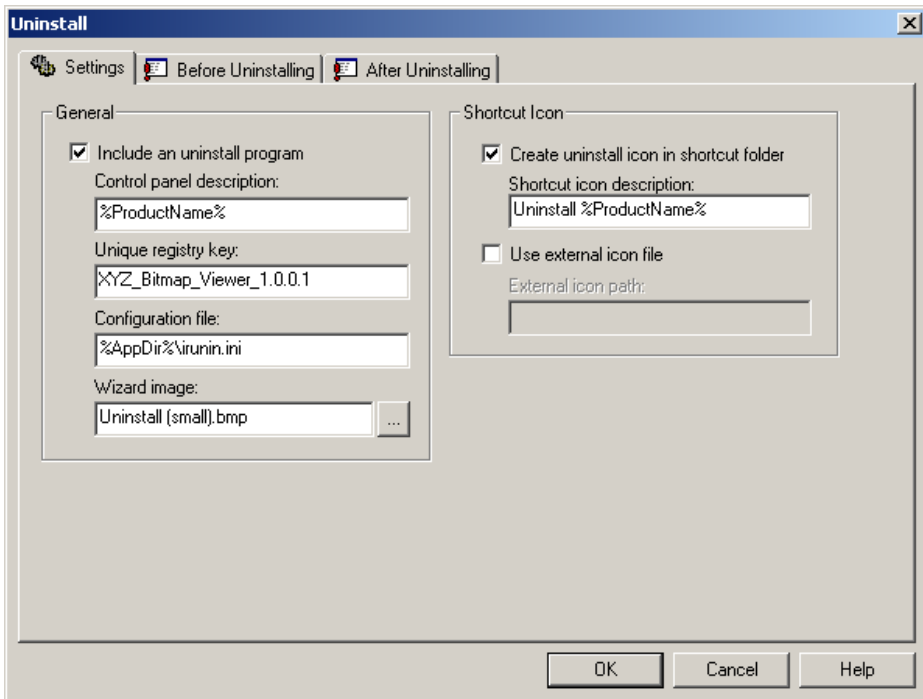 Uninstall
Settings
Before Uninstalling
After Uninstalling
General
Include an uninstall program
Control panel description:
%ProductName%
Unique registry key:
XYZ_Bitmap_Viewer_1.0.0.1
Configuration file:
%AppDir%\irunin.ini
Wizard image:
Uninstall (small).bmp
...
Shortcut Icon
Create uninstall icon in shortcut folder
Shortcut icon description:
Uninstall %ProductName%
Use external icon file
External icon path:
OK
Cancel
Help